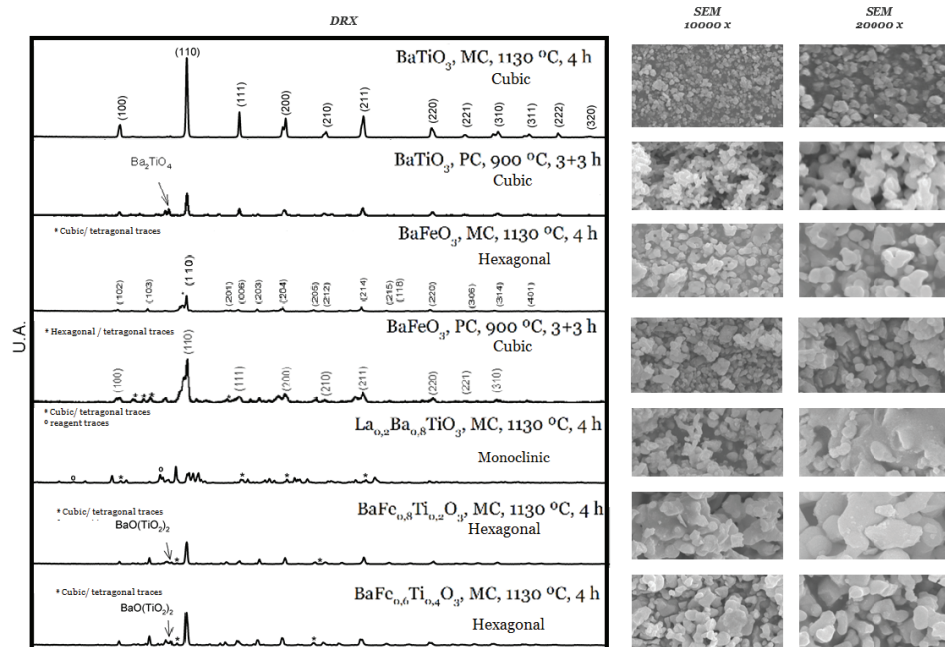 DRX
SEM
10000 x
SEM
20000 x
U.A.
BaTiO₃, MC, 1130 ºC, 4 h
Cubic
(100)
(110)
(111)
(200)
(210)
(211)
(220)
(221)
(310)
(311)
(222)
(320)
BaTiO₃, PC, 900 ºC, 3+3 h
Cubic
Ba₂TiO₄
BaFeO₃, MC, 1130 ºC, 4 h
Hexagonal
* Cubic/ tetragonal traces
(102)
(103)
*
(110)
(201)
(006)
(203)
(204)
(205)
(212)
(214)
(215)
(118)
(220)
(306)
(314)
(401)
BaFeO₃, PC, 900 ºC, 3+3 h
Cubic
* Hexagonal / tetragonal traces
(100)
* * *
(110)
*
(111)
(200)
(210)
(211)
(220)
(221)
(310)
* Cubic/ tetragonal traces
o reagent traces
La₀,₂Ba₀,₈TiO₃, MC, 1130 ºC, 4 h
Monoclinic
o * o * * * *
BaFe₀,₈Ti₀,₂O₃, MC, 1130 ºC, 4 h
Hexagonal
* Cubic/ tetragonal traces
BaO(TiO₂)₂
* *
BaFe₀,₆Ti₀,₄O₃, MC, 1130 ºC, 4 h
Hexagonal
* Cubic/ tetragonal traces
BaO(TiO₂)₂
* *